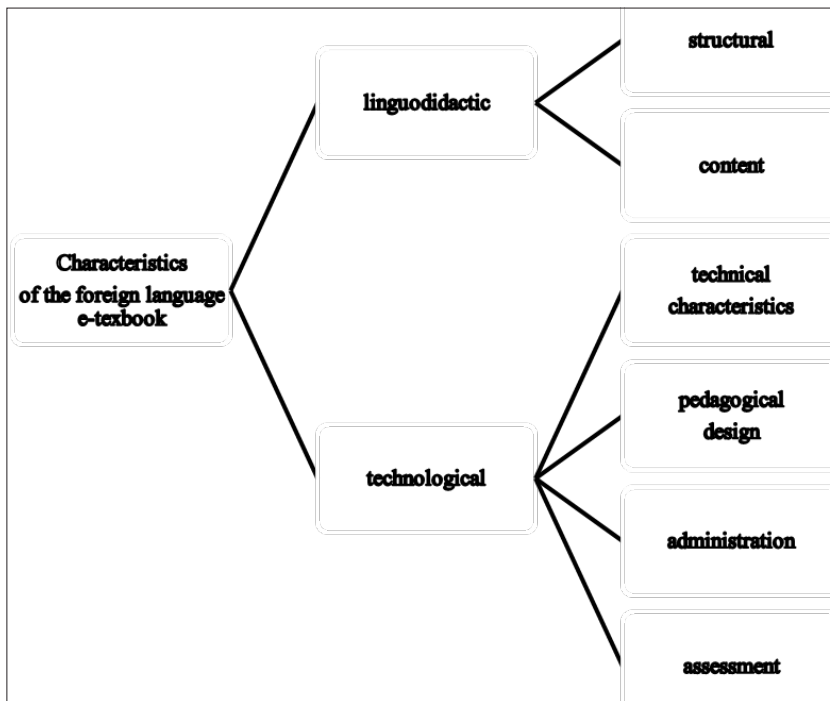 structural
linguodidactic
content
Characteristics
of the foreign language
e-texbook
technical
characteristics
pedagogical
design
technological
administration
assessment